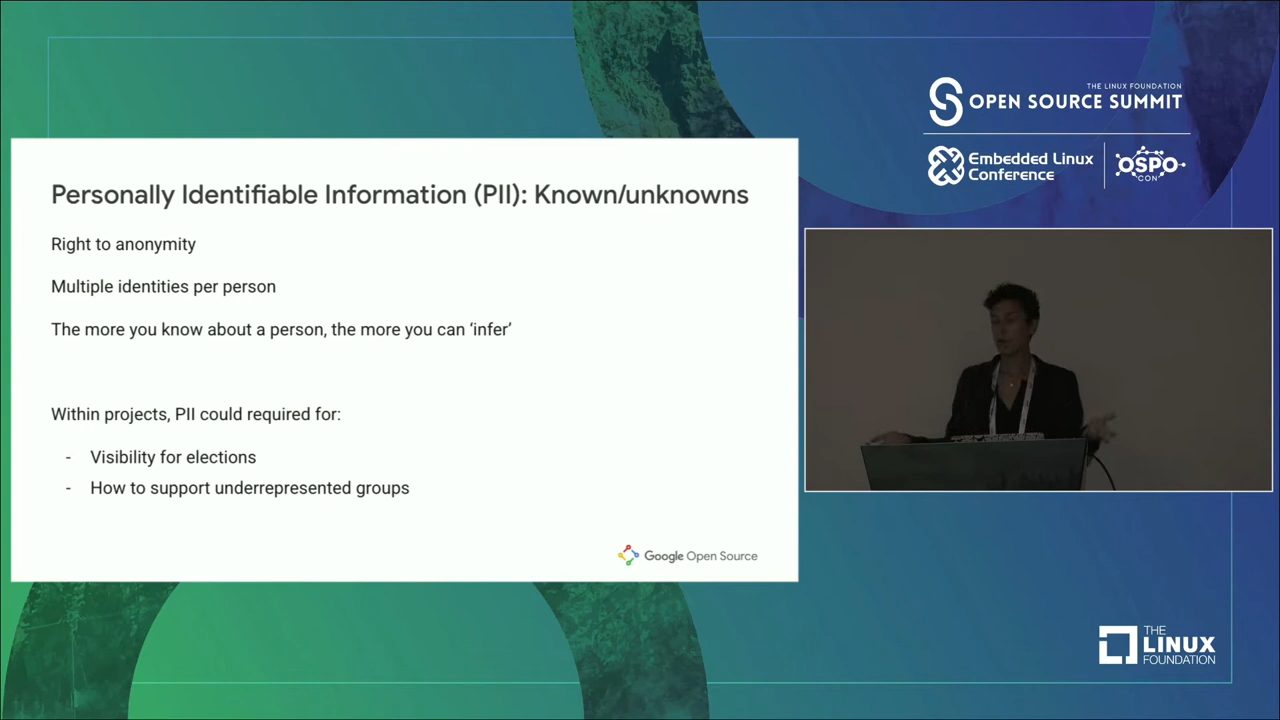 THE LINUX FOUNDATION
OPEN SOURCE SUMMIT
Embedded Linux
Conference
OSPO
CON
Personally Identifiable Information (PII): Known/unknowns
Right to anonymity
Multiple identities per person
The more you know about a person, the more you can ‘infer’
Within projects, PII could required for:
- Visibility for elections
- How to support underrepresented groups
Google Open Source
THE
LINUX
FOUNDATION